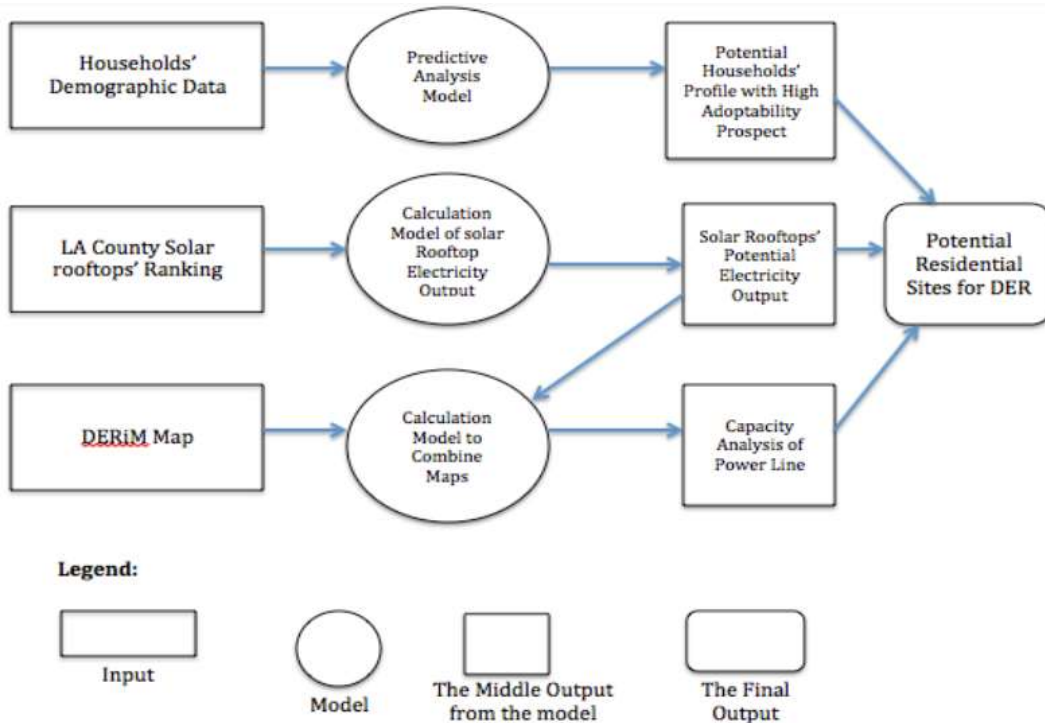 Households'
Demographic Data
Predictive
Analysis
Model
Potential
Households'
Profile with High
Adoptability
Prospect
LA County Solar
rooftops' Ranking
Calculation
Model of solar
Rooftop
Electricity
Output
Solar Rooftops'
Potential
Electricity
Output
Potential
Residential
Sites for DER
DERiM Map
Calculation
Model to
Combine
Maps
Capacity
Analysis of
Power Line
Legend:
Input
Model
The Middle Output
from the model
The Final
Output